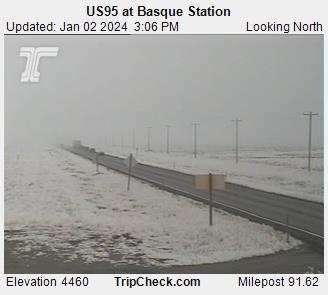 US95 at Basque Station
Updated: Jan 02 2024  3:06 PM Looking North
Elevation 4460 TripCheck.com Milepost 91.62